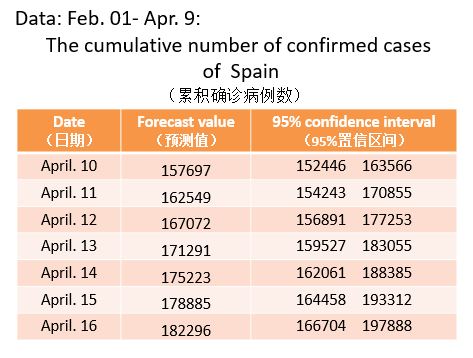 Data: Feb. 01- Apr. 9:
The cumulative number of confirmed cases
of Spain
（累积确诊病例数）
Date Forecast value 95% confidence interval
（日期） （预测值） （95%置信区间）
April. 10 157697 152446 163566
April. 11 162549 154243 170855
April. 12 167072 156891 177253
April. 13 171291 159527 183055
April. 14 175223 162061 188385
April. 15 178885 164458 193312
April. 16 182296 166704 197888